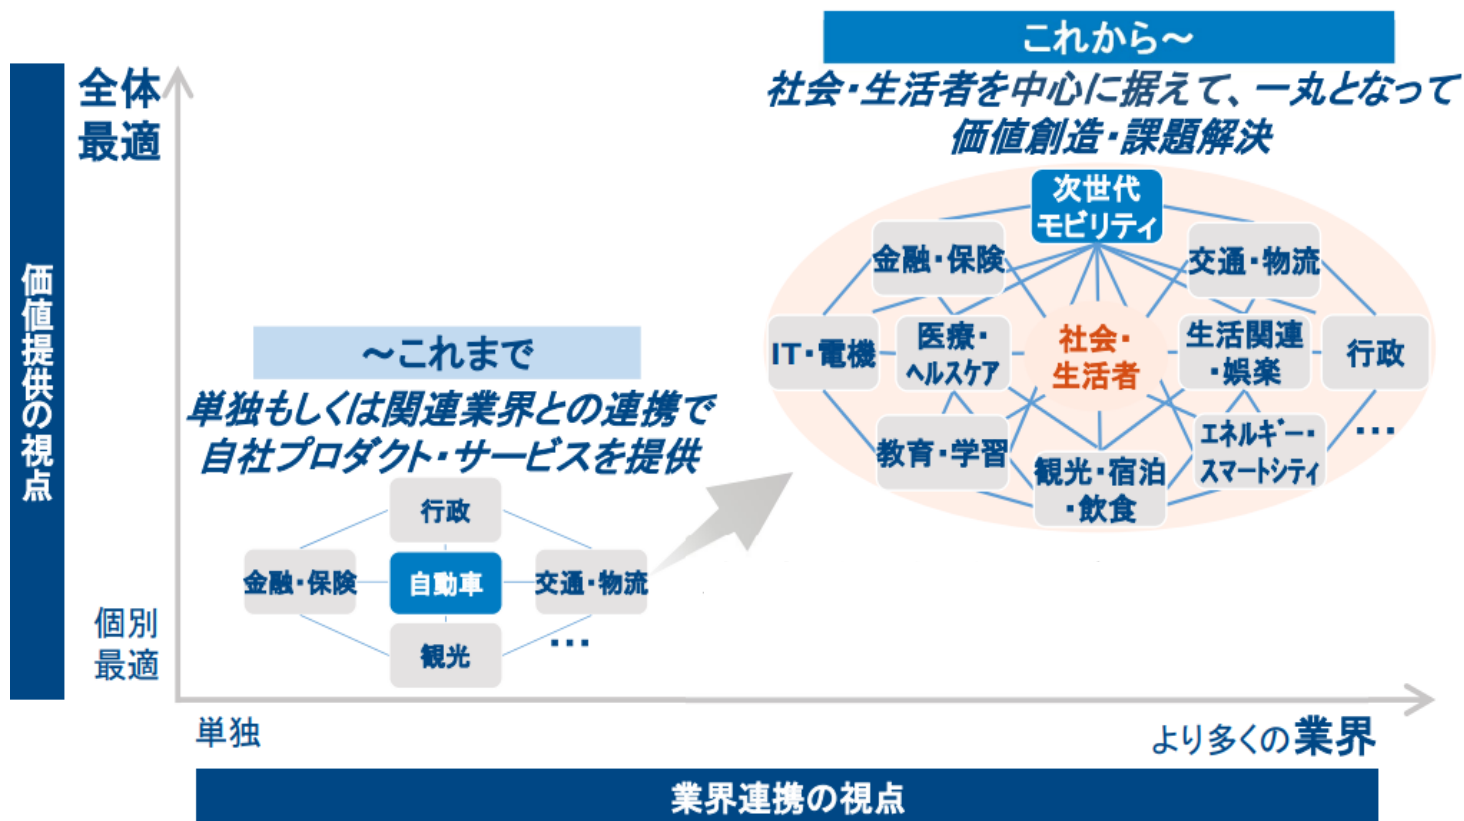 これから～
社会・生活者を中心に据えて、一丸となって
価値創造・課題解決
全体
最適
価値提供の視点
次世代
モビリティ
金融・保険
交通・物流
IT・電機
医療・
ヘルスケア
社会・
生活者
生活関連
・娯楽
行政
教育・学習
観光・宿泊
・飲食
エネルギー・
スマートシティ
…
～これまで
単独もしくは関連業界との連携で
自社プロダクト・サービスを提供
行政
金融・保険
自動車
交通・物流
観光
…
個別
最適
単独
より多くの業界
業界連携の視点